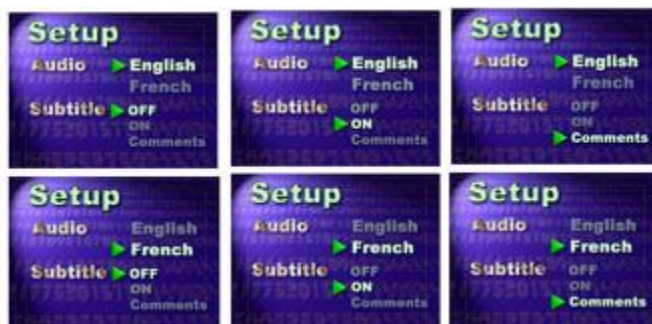 Setup
Audio English
French
Subtitle OFF
ON
Comments
Setup
Audio English
French
Subtitle OFF
ON
Comments
Setup
Audio English
French
Subtitle OFF
ON
Comments
Setup
Audio English
French
Subtitle OFF
ON
Comments
Setup
Audio English
French
Subtitle OFF
ON
Comments
Setup
Audio English
French
Subtitle OFF
ON
Comments